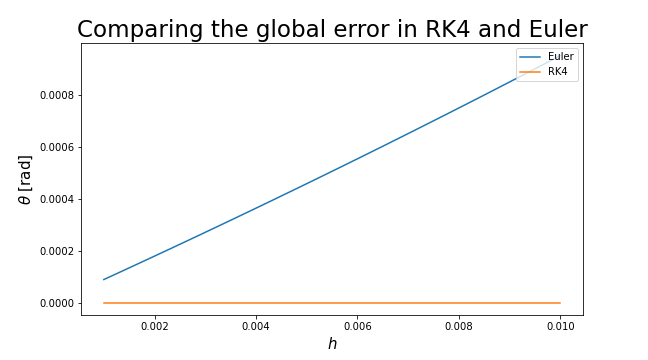 Comparing the global error in RK4 and Euler
Euler
RK4
θ [rad]
0.0008
0.0006
0.0004
0.0002
0.0000
0.002
0.004
0.006
0.008
0.010
h